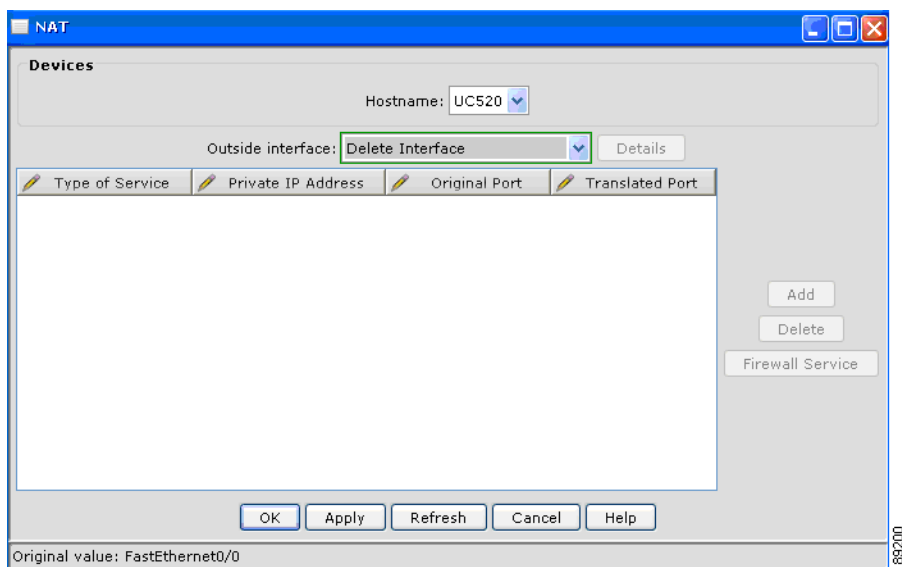 NAT
Devices
Hostname: UC520
Outside interface: Delete Interface Details
Type of Service Private IP Address Original Port Translated Port
Add
Delete
Firewall Service
OK Apply Refresh Cancel Help
Original value: FastEthernet0/0
89200